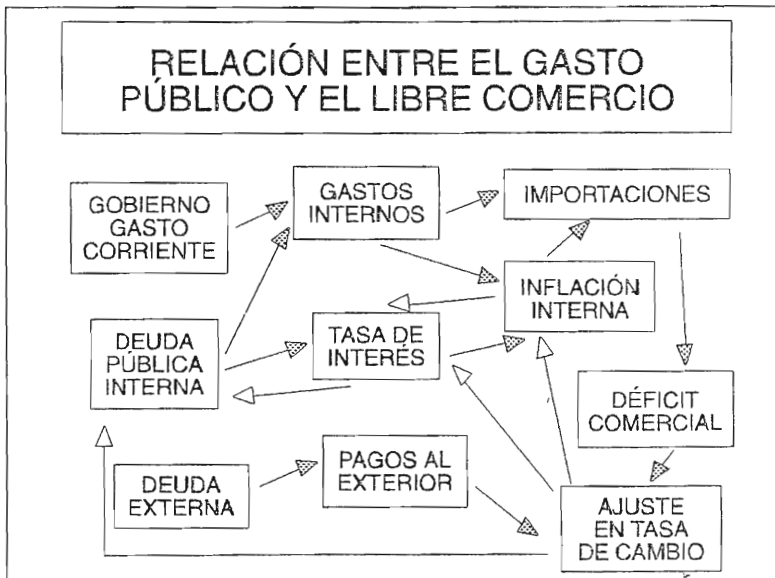 RELACIÓN ENTRE EL GASTO
PÚBLICO Y EL LIBRE COMERCIO
GOBIERNO
GASTO
CORRIENTE
GASTOS
INTERNOS
IMPORTACIONES
INFLACIÓN
INTERNA
DEUDA
PÚBLICA
INTERNA
TASA DE
INTERÉS
DÉFICIT
COMERCIAL
DEUDA
EXTERNA
PAGOS AL
EXTERIOR
AJUSTE
EN TASA
DE CAMBIO